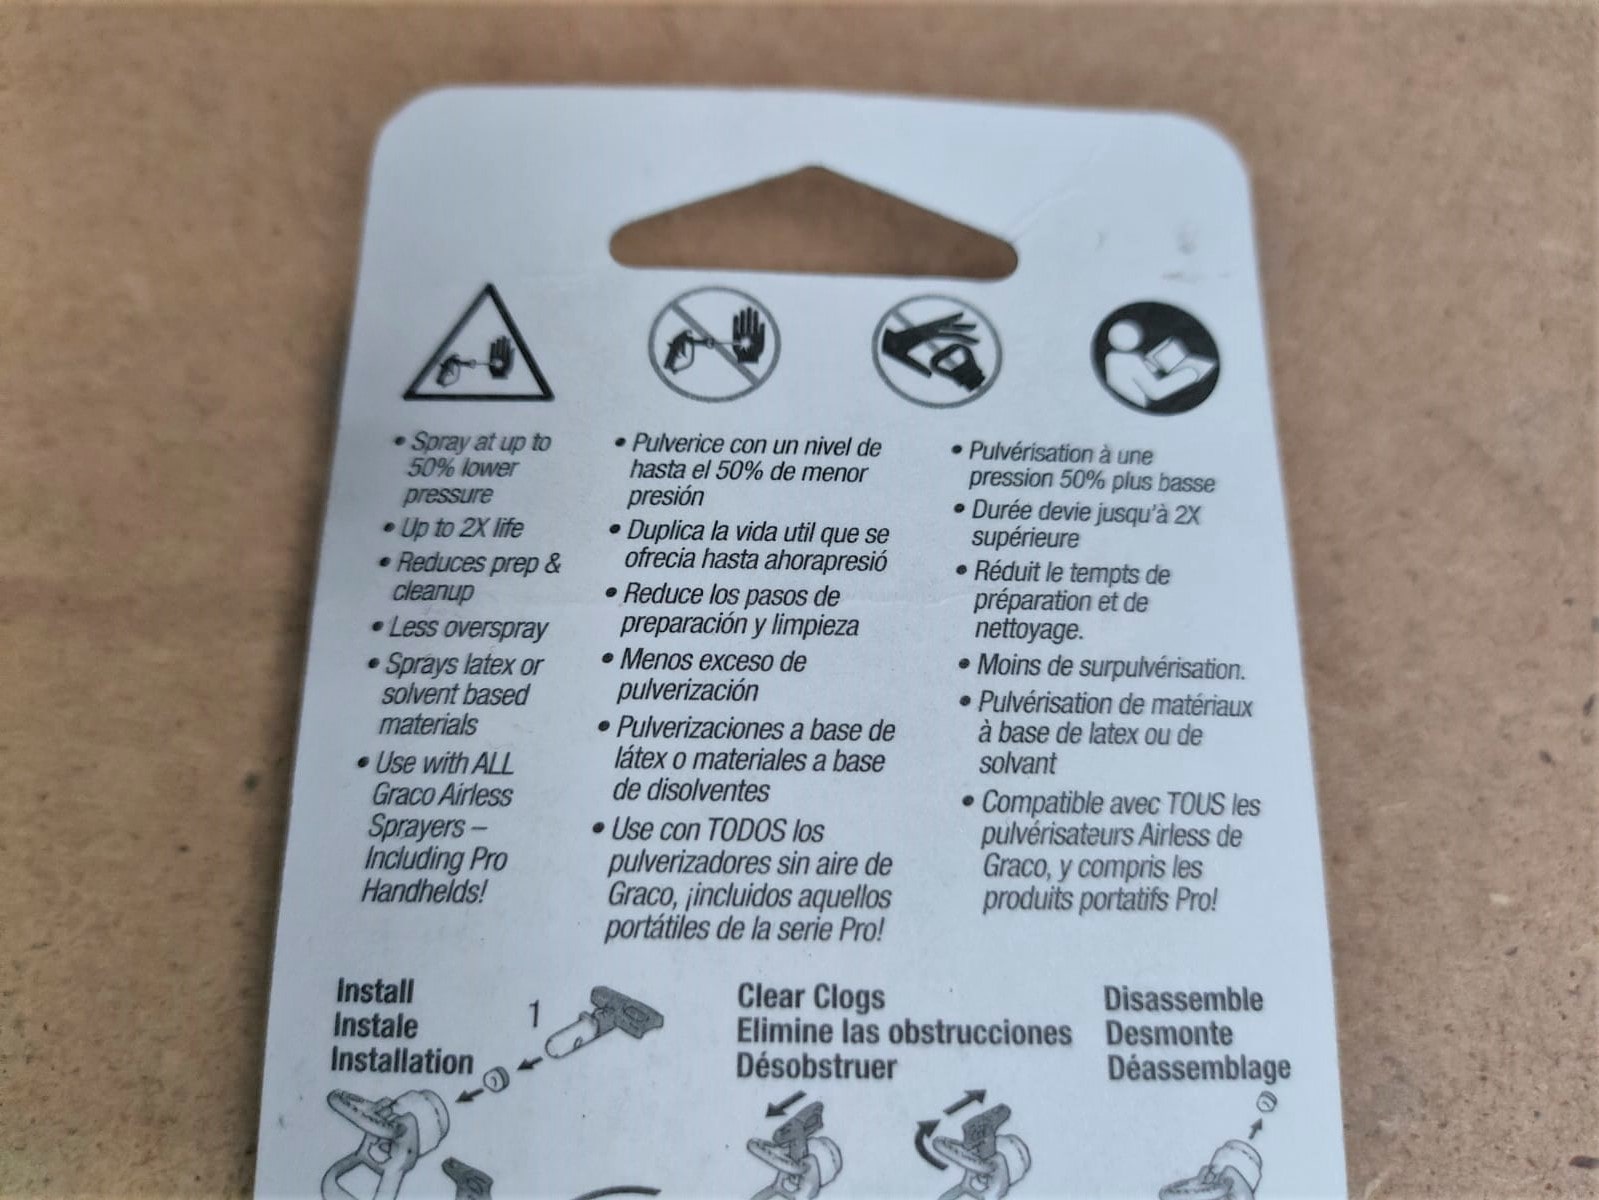 • Spray at up to
50% lower
pressure
• Up to 2X life
• Reduces prep &
cleanup
• Less overspray
• Sprays latex or
solvent based
materials
• Use with ALL
Graco Airless
Sprayers –
Including Pro
Handhelds!
• Pulverice con un nivel de
hasta el 50% de menor
presión
• Duplica la vida util que se
ofrecia hasta ahorapresió
• Reduce los pasos de
preparación y limpieza
• Menos exceso de
pulverización
• Pulverizaciones a base de
látex o materiales a base
de disolventes
• Use con TODOS los
pulverizadores sin aire de
Graco, ¡incluidos aquellos
portátiles de la serie Pro!
• Pulvérisation à une
pression 50% plus basse
• Durée devie jusqu'à 2X
supérieure
• Réduit le tempts de
préparation et de
nettoyage.
• Moins de surpulvérisation.
• Pulvérisation de matériaux
à base de latex ou de
solvant
• Compatible avec TOUS les
pulvérisateurs Airless de
Graco, y compris les
produits portatifs Pro!
Install
Instale
Installation
1
Clear Clogs
Elimine las obstrucciones
Désobstruer
Disassemble
Desmonte
Déassemblage